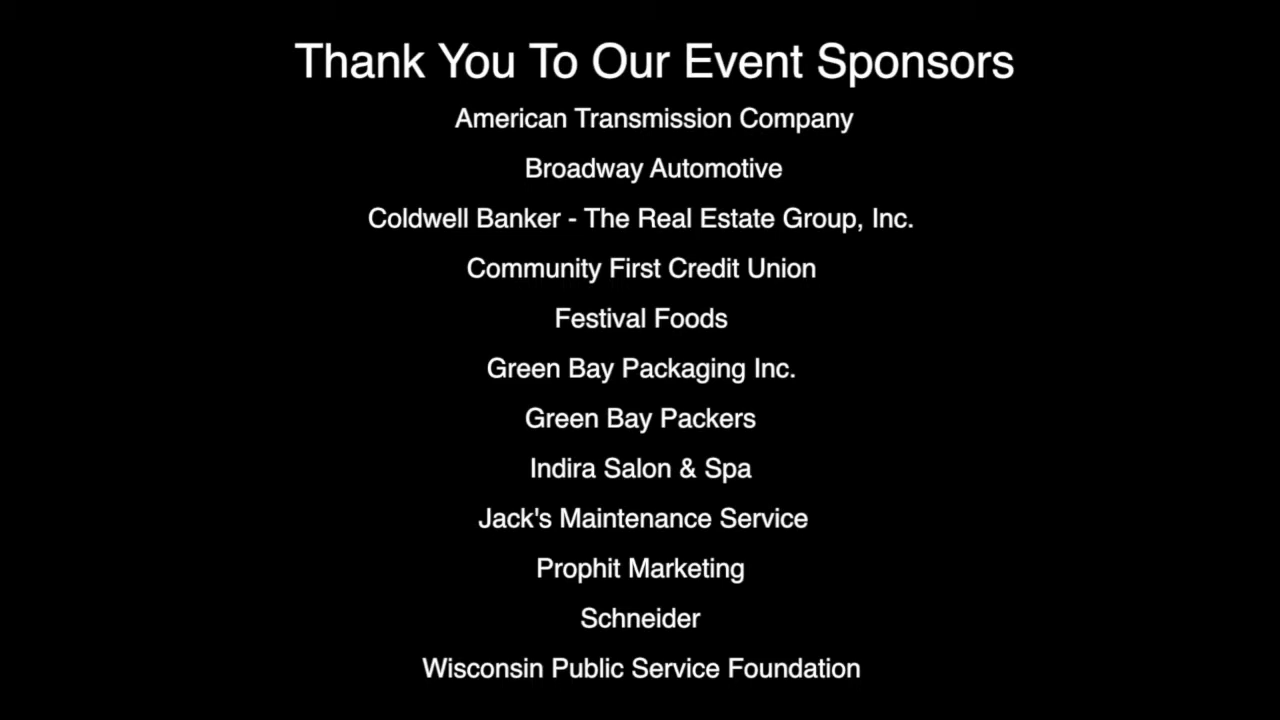 Thank You To Our Event Sponsors
American Transmission Company
Broadway Automotive
Coldwell Banker - The Real Estate Group, Inc.
Community First Credit Union
Festival Foods
Green Bay Packaging Inc.
Green Bay Packers
Indira Salon & Spa
Jack's Maintenance Service
Prophit Marketing
Schneider
Wisconsin Public Service Foundation